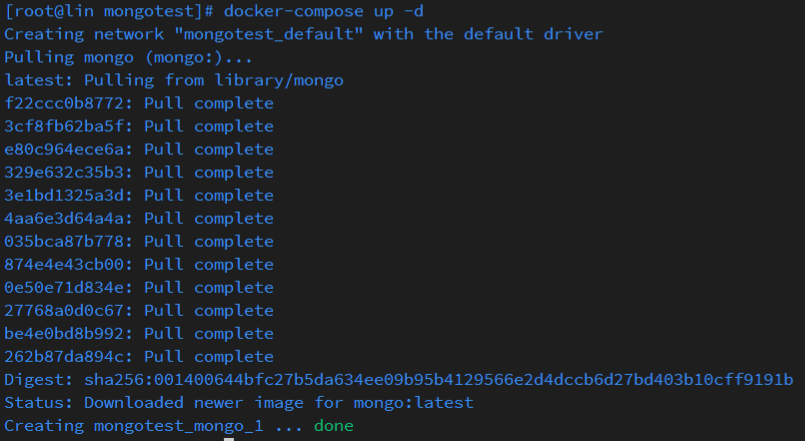 [root@lin mongotest]# docker-compose up -d
Creating network "mongotest_default" with the default driver
Pulling mongo (mongo:)...
latest: Pulling from library/mongo
f22ccc0b8772: Pull complete
3cf8fb62ba5f: Pull complete
e80c964ece6a: Pull complete
329e632c35b3: Pull complete
3e1bd1325a3d: Pull complete
4aa6e3d64a4a: Pull complete
035bca87b778: Pull complete
874e4e43cb00: Pull complete
0e50e71d834e: Pull complete
27768a0d0c67: Pull complete
be4e0bd8b992: Pull complete
262b87da894c: Pull complete
Digest: sha256:001400644bfc27b5da634ee09b95b4129566e2d4dccb6d27bd403b10cff9191b
Status: Downloaded newer image for mongo:latest
Creating mongotest_mongo_1 ... done